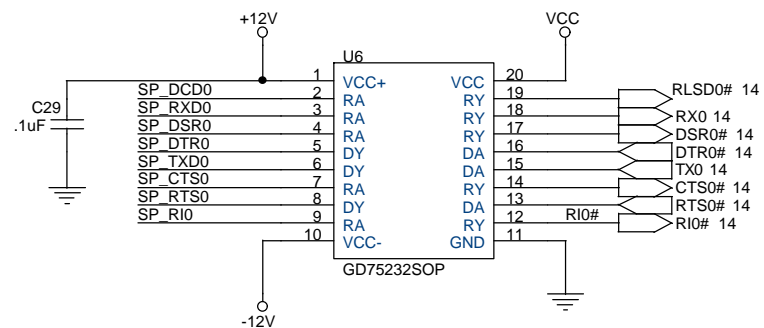 +12V
VCC
U6
1 VCC+ VCC 20
SP_DCD0 2 RA RY 19 RLSD0# 14
SP_RXD0 3 RA RY 18 RX0 14
SP_DSR0 4 RA RY 17 DSR0# 14
SP_DTR0 5 DY DA 16 DTR0# 14
SP_TXD0 6 DY DA 15 TX0 14
SP_CTS0 7 RA RY 14 CTS0# 14
SP_RTS0 8 DY DA 13 RTS0# 14
SP_RI0 9 RA RY 12 RI0# RI0# 14
10 VCC- GND 11
C29
.1uF
GD75232SOP
-12V